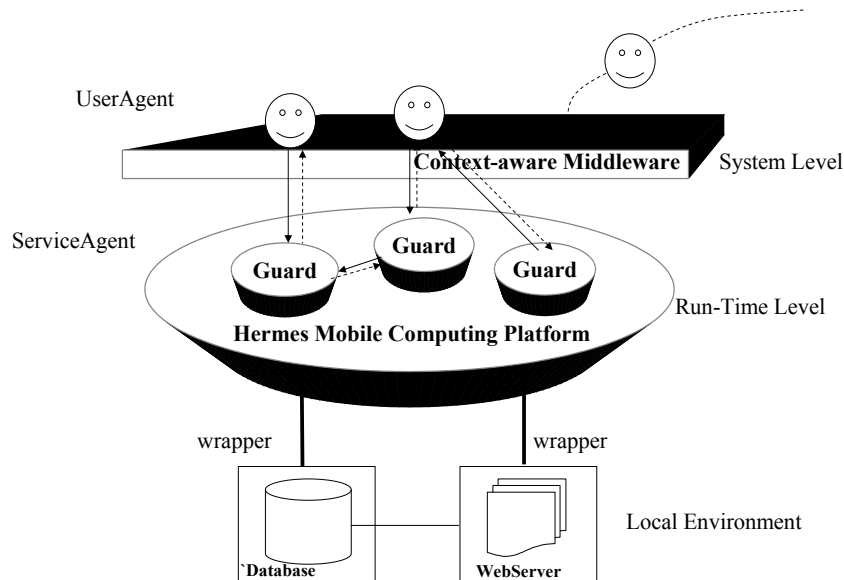 UserAgent
Context-aware Middleware
System Level
ServiceAgent
Guard
Guard
Guard
Run-Time Level
Hermes Mobile Computing Platform
wrapper
wrapper
Local Environment
`Database
WebServer